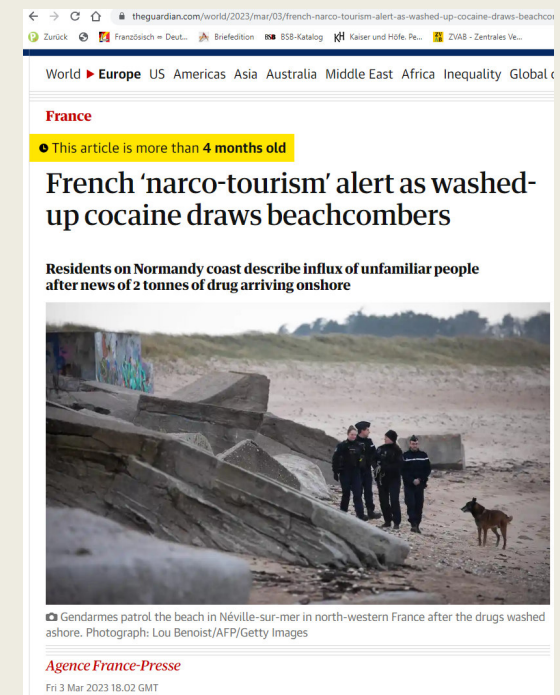 theguardian.com/world/2023/mar/03/french-narco-tourism-alert-as-washed-up-cocaine-draws-beachco
Zurück Französisch = Deut... Briefedition BSB BSB-Katalog KH Kaiser und Höfe. Pe... ZVAB - Zentrales Ve...
World Europe US Americas Asia Australia Middle East Africa Inequality Global
France
This article is more than 4 months old
French ‘narco-tourism’ alert as washed-
up cocaine draws beachcombers
Residents on Normandy coast describe influx of unfamiliar people
after news of 2 tonnes of drug arriving onshore
Gendarmes patrol the beach in Néville-sur-mer in north-western France after the drugs washed
ashore. Photograph: Lou Benoist/AFP/Getty Images
Agence France-Presse
Fri 3 Mar 2023 18.02 GMT